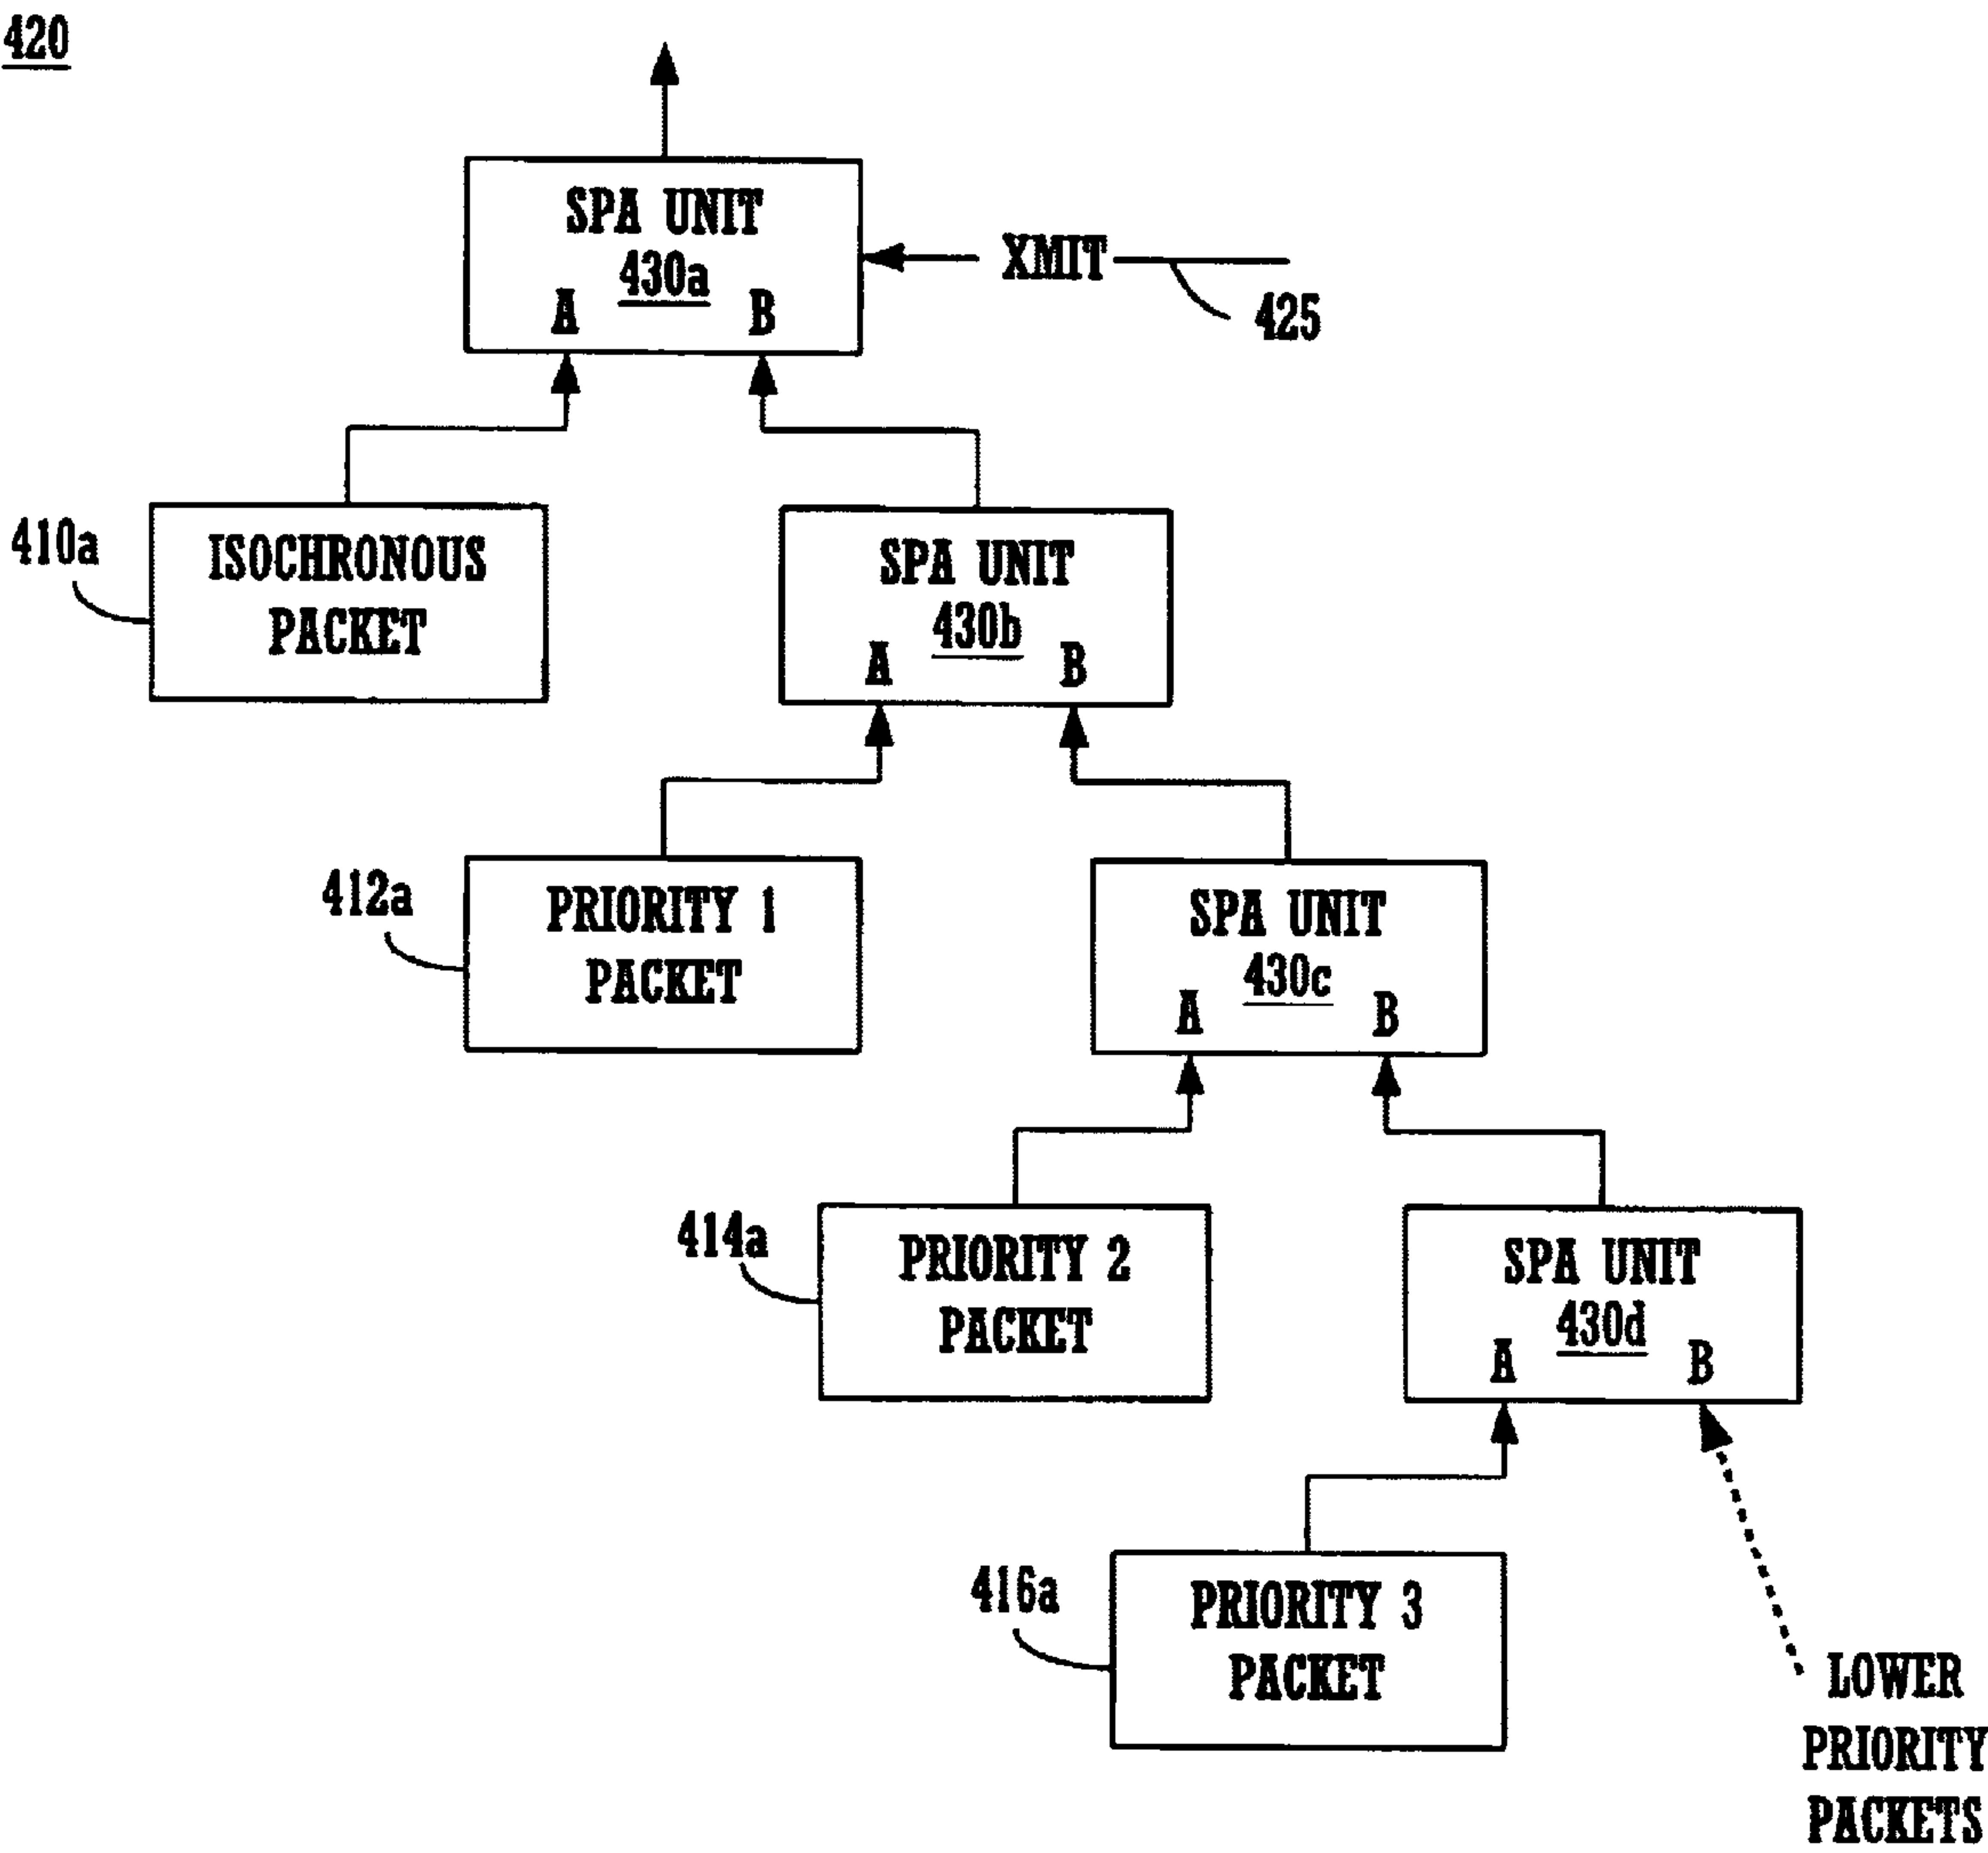 420
SPA UNIT
430a
A B
XMIT
425
410a
ISOCHRONOUS
PACKET
SPA UNIT
430b
A B
412a
PRIORITY 1
PACKET
SPA UNIT
430c
A B
414a
PRIORITY 2
PACKET
SPA UNIT
430d
A B
416a
PRIORITY 3
PACKET
LOWER
PRIORITY
PACKETS